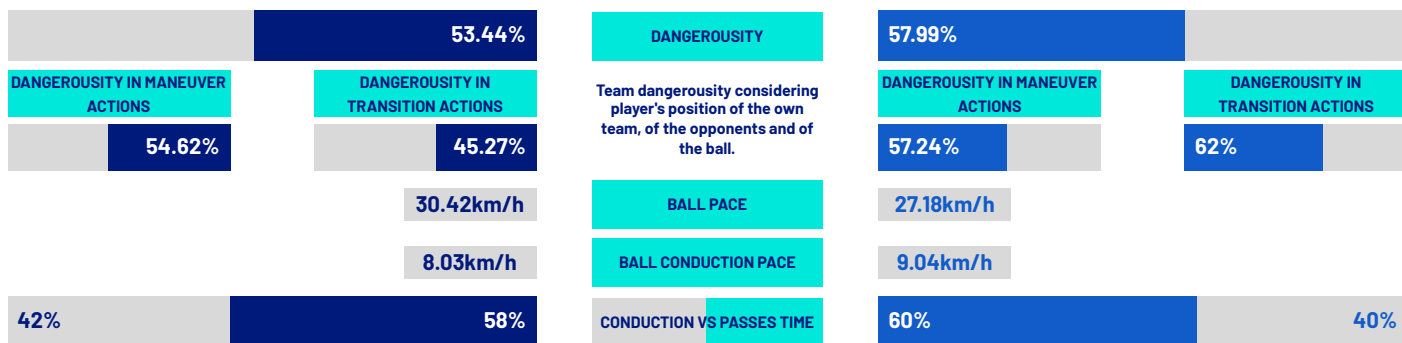 53.44%
DANGEROUSITY
57.99%
DANGEROUSITY IN MANEUVER
ACTIONS
DANGEROUSITY IN
TRANSITION ACTIONS
Team dangerousity considering
player's position of the own
team, of the opponents and of
the ball.
DANGEROUSITY IN MANEUVER
ACTIONS
DANGEROUSITY IN
TRANSITION ACTIONS
54.62%
45.27%
57.24%
62%
30.42km/h
BALL PACE
27.18km/h
8.03km/h
BALL CONDUCTION PACE
9.04km/h
42%
58%
CONDUCTION VS PASSES TIME
60%
40%